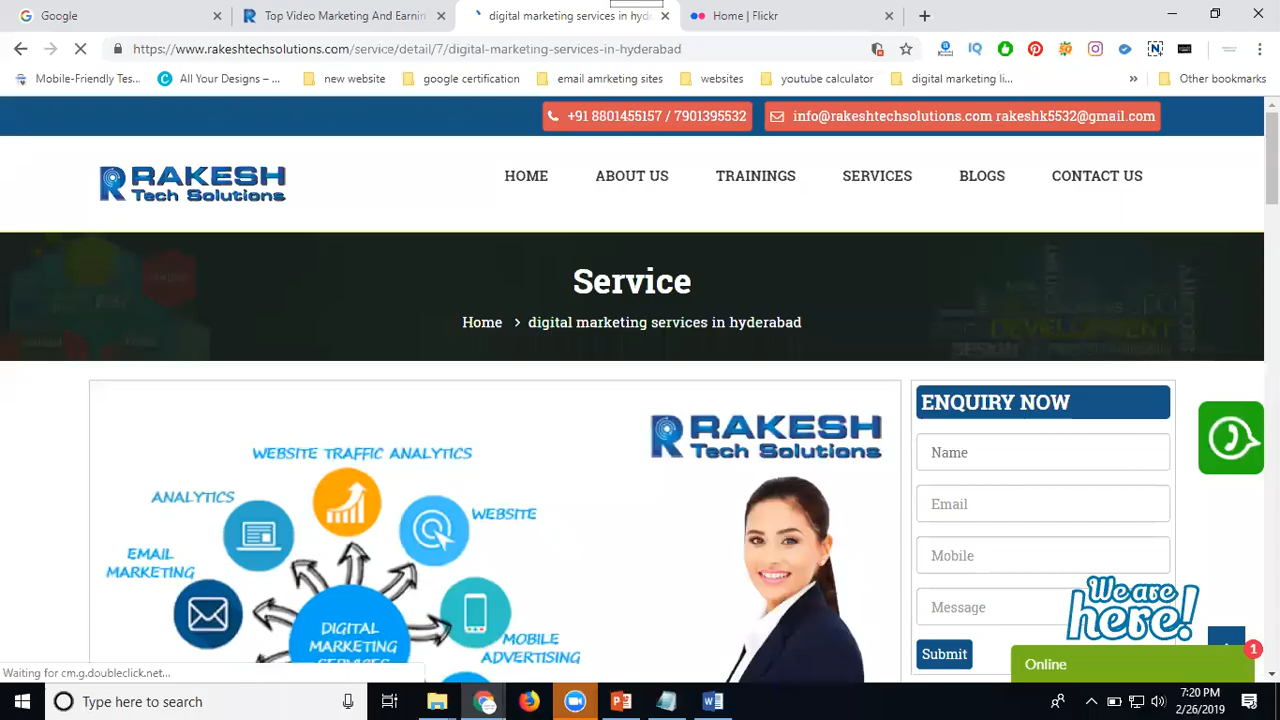 Google
Top Video Marketing And Earnin
digital marketing services in hyd
Home | Flickr
https://www.rakeshtechsolutions.com/service/detail/7/digital-marketing-services-in-hyderabad
Mobile-Friendly Tes...
All Your Designs – ...
new website
google certification
email amrketing sites
websites
youtube calculator
digital marketing li...
Other bookmarks
+91 8801455157 / 7901395532
info@rakeshtechsolutions.com rakeshk5532@gmail.com
RAKESH
Tech Solutions
HOME
ABOUT US
TRAININGS
SERVICES
BLOGS
CONTACT US
Service
Home > digital marketing services in hyderabad
DEVELOPMENT
DESIGN
RAKESH
Tech Solutions
WEBSITE TRAFFIC ANALYTICS
ANALYTICS
WEBSITE
EMAIL
MARKETING
DIGITAL
MARKETING
SERVICES
MOBILE
ADVERTISING
ENQUIRY NOW
Name
Email
Mobile
Message
Submit
We are
here!
Online
1
Waiting for cm.g.doubleclick.net...
Type here to search
7:20 PM
2/26/2019